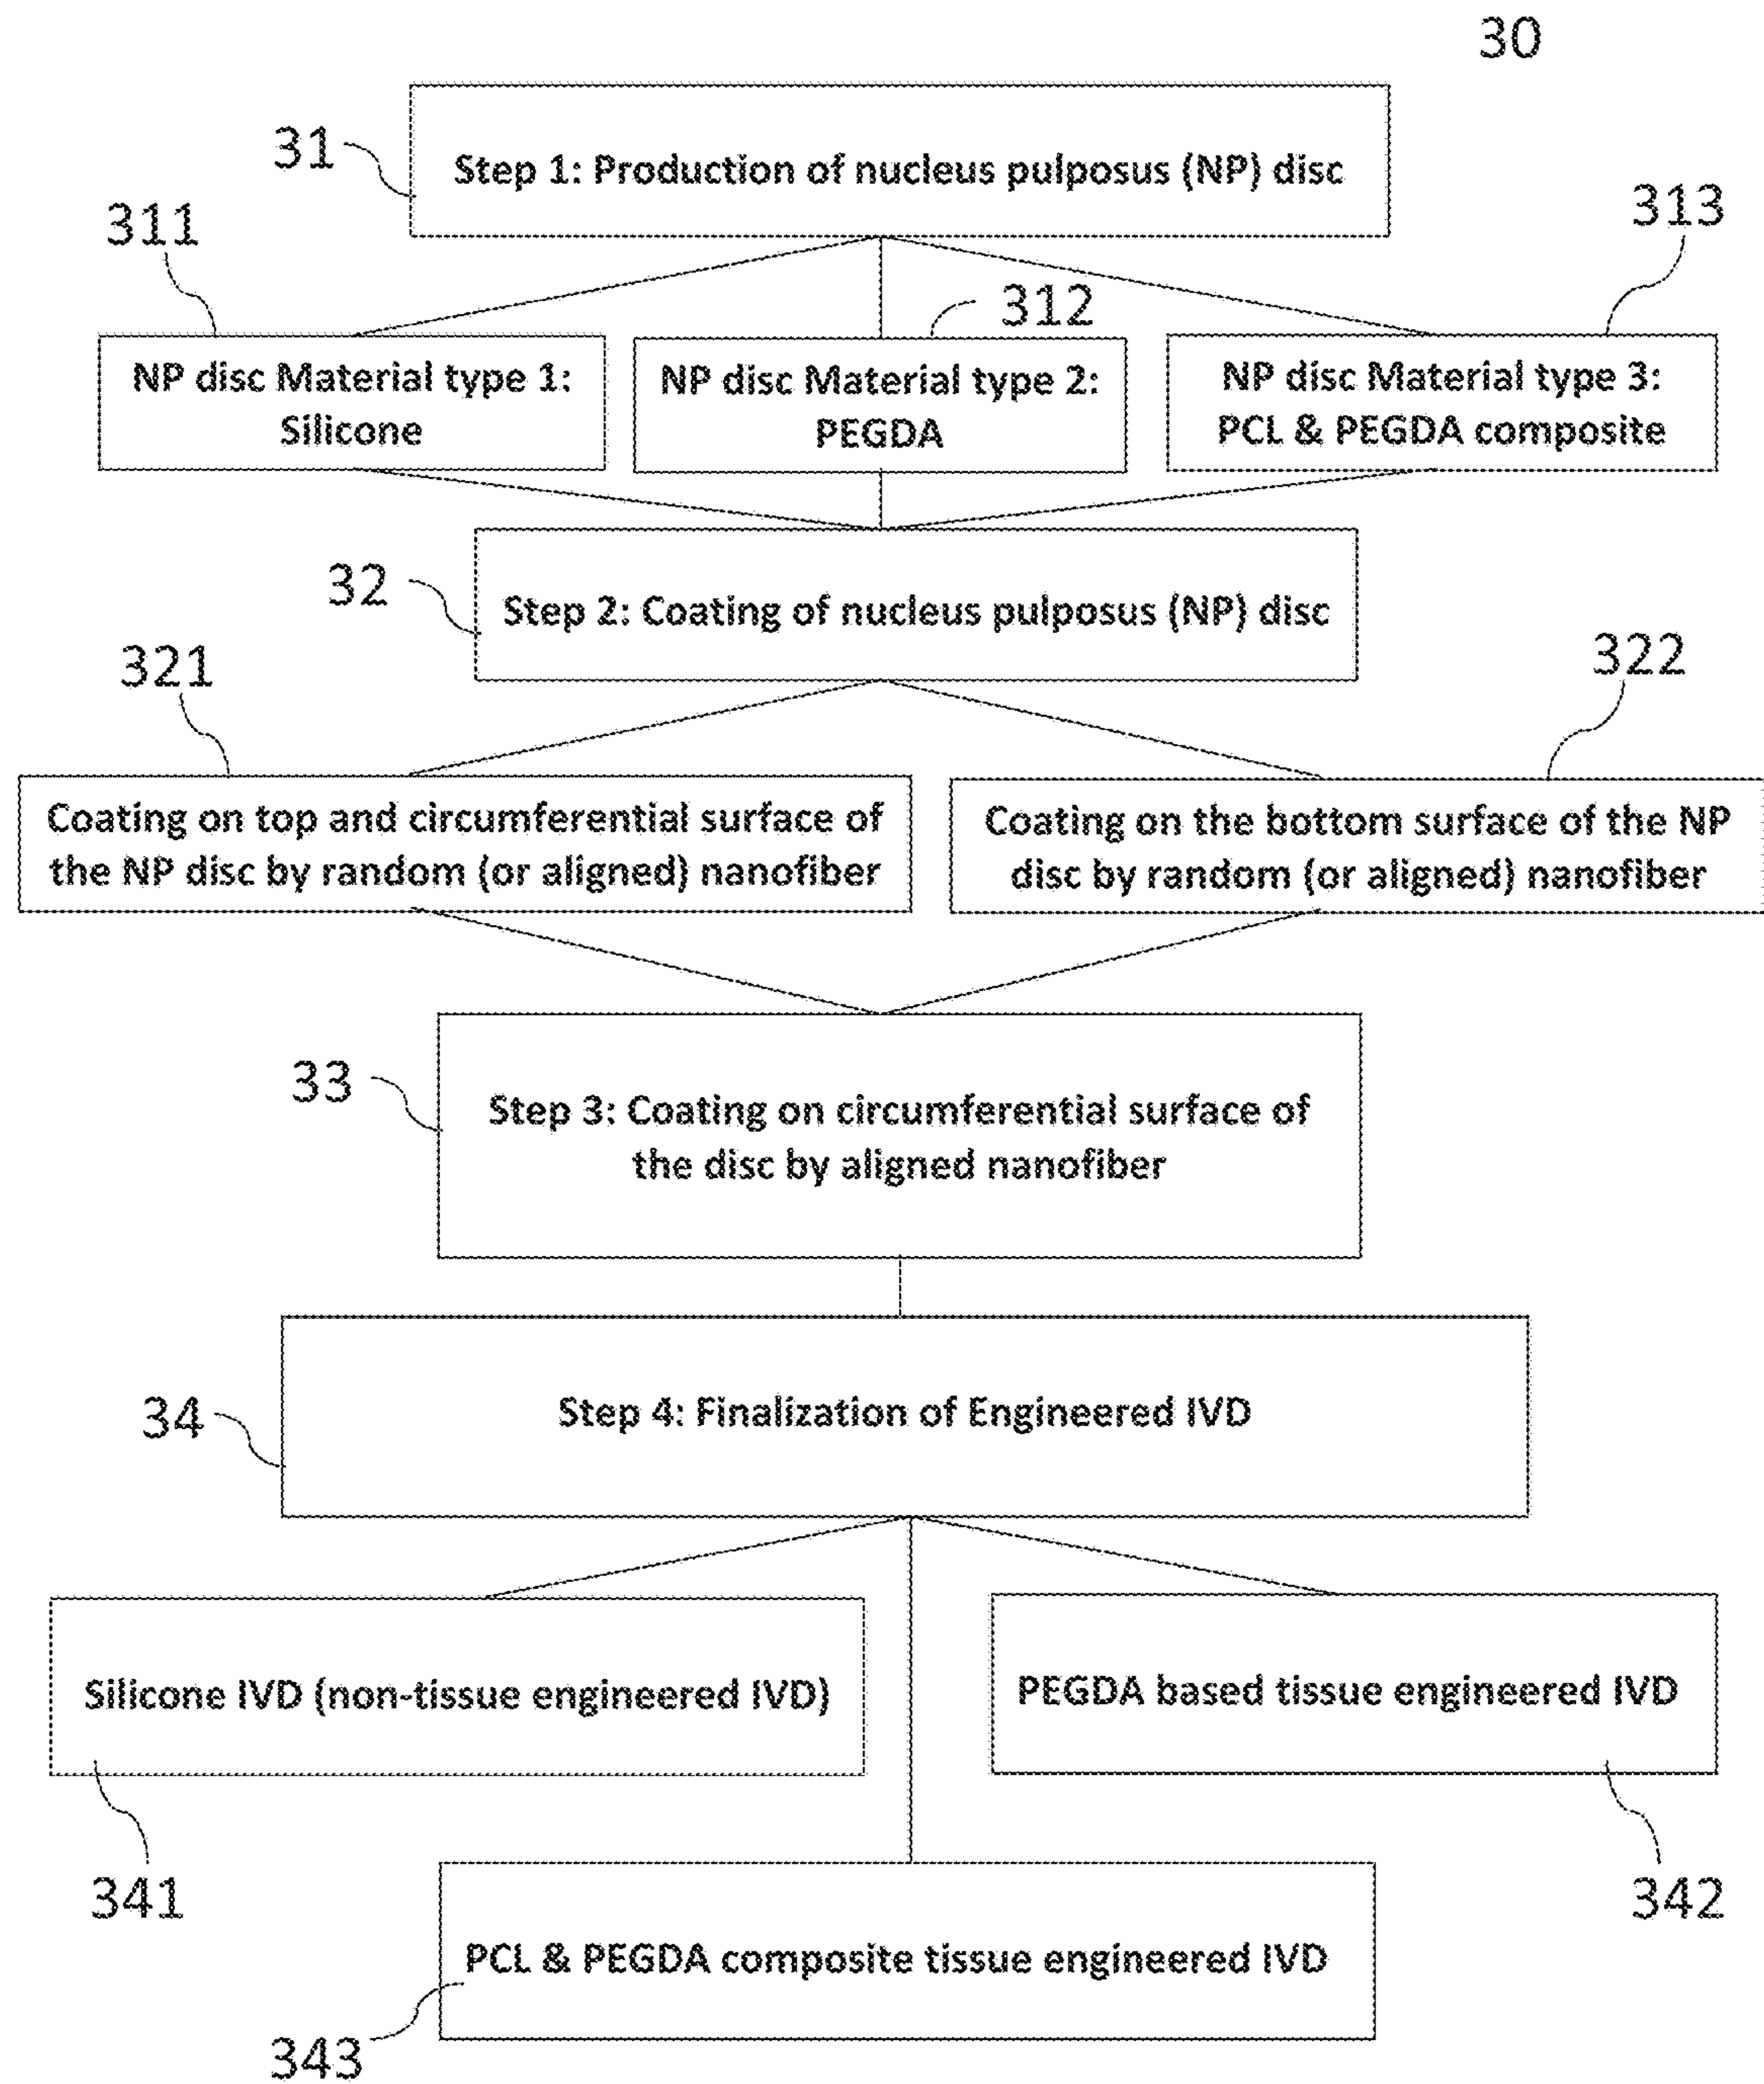 30
31
Step 1: Production of nucleus pulposus (NP) disc
311
312
313
NP disc Material type 1:
Silicone
NP disc Material type 2:
PEGDA
NP disc Material type 3:
PCL & PEGDA composite
32
Step 2: Coating of nucleus pulposus (NP) disc
321
322
Coating on top and circumferential surface of
the NP disc by random (or aligned) nanofiber
Coating on the bottom surface of the NP
disc by random (or aligned) nanofiber
33
Step 3: Coating on circumferential surface of
the disc by aligned nanofiber
34
Step 4: Finalization of Engineered IVD
Silicone IVD (non-tissue engineered IVD)
PEGDA based tissue engineered IVD
341
342
PCL & PEGDA composite tissue engineered IVD
343